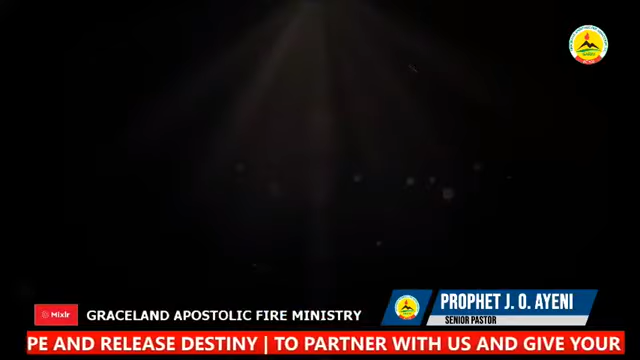 Mixlr
GRACELAND APOSTOLIC FIRE MINISTRY
PROPHET J. O. AYENI
SENIOR PASTOR
PE AND RELEASE DESTINY | TO PARTNER WITH US AND GIVE YOUR